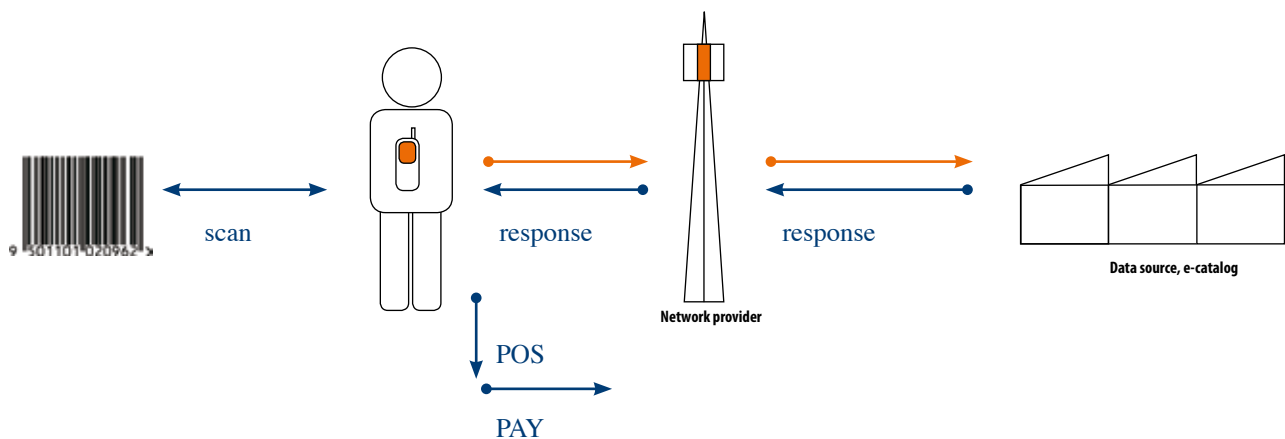 9 501101 020962 >
scan
response
response
Data source, e-catalog
Network provider
POS
PAY